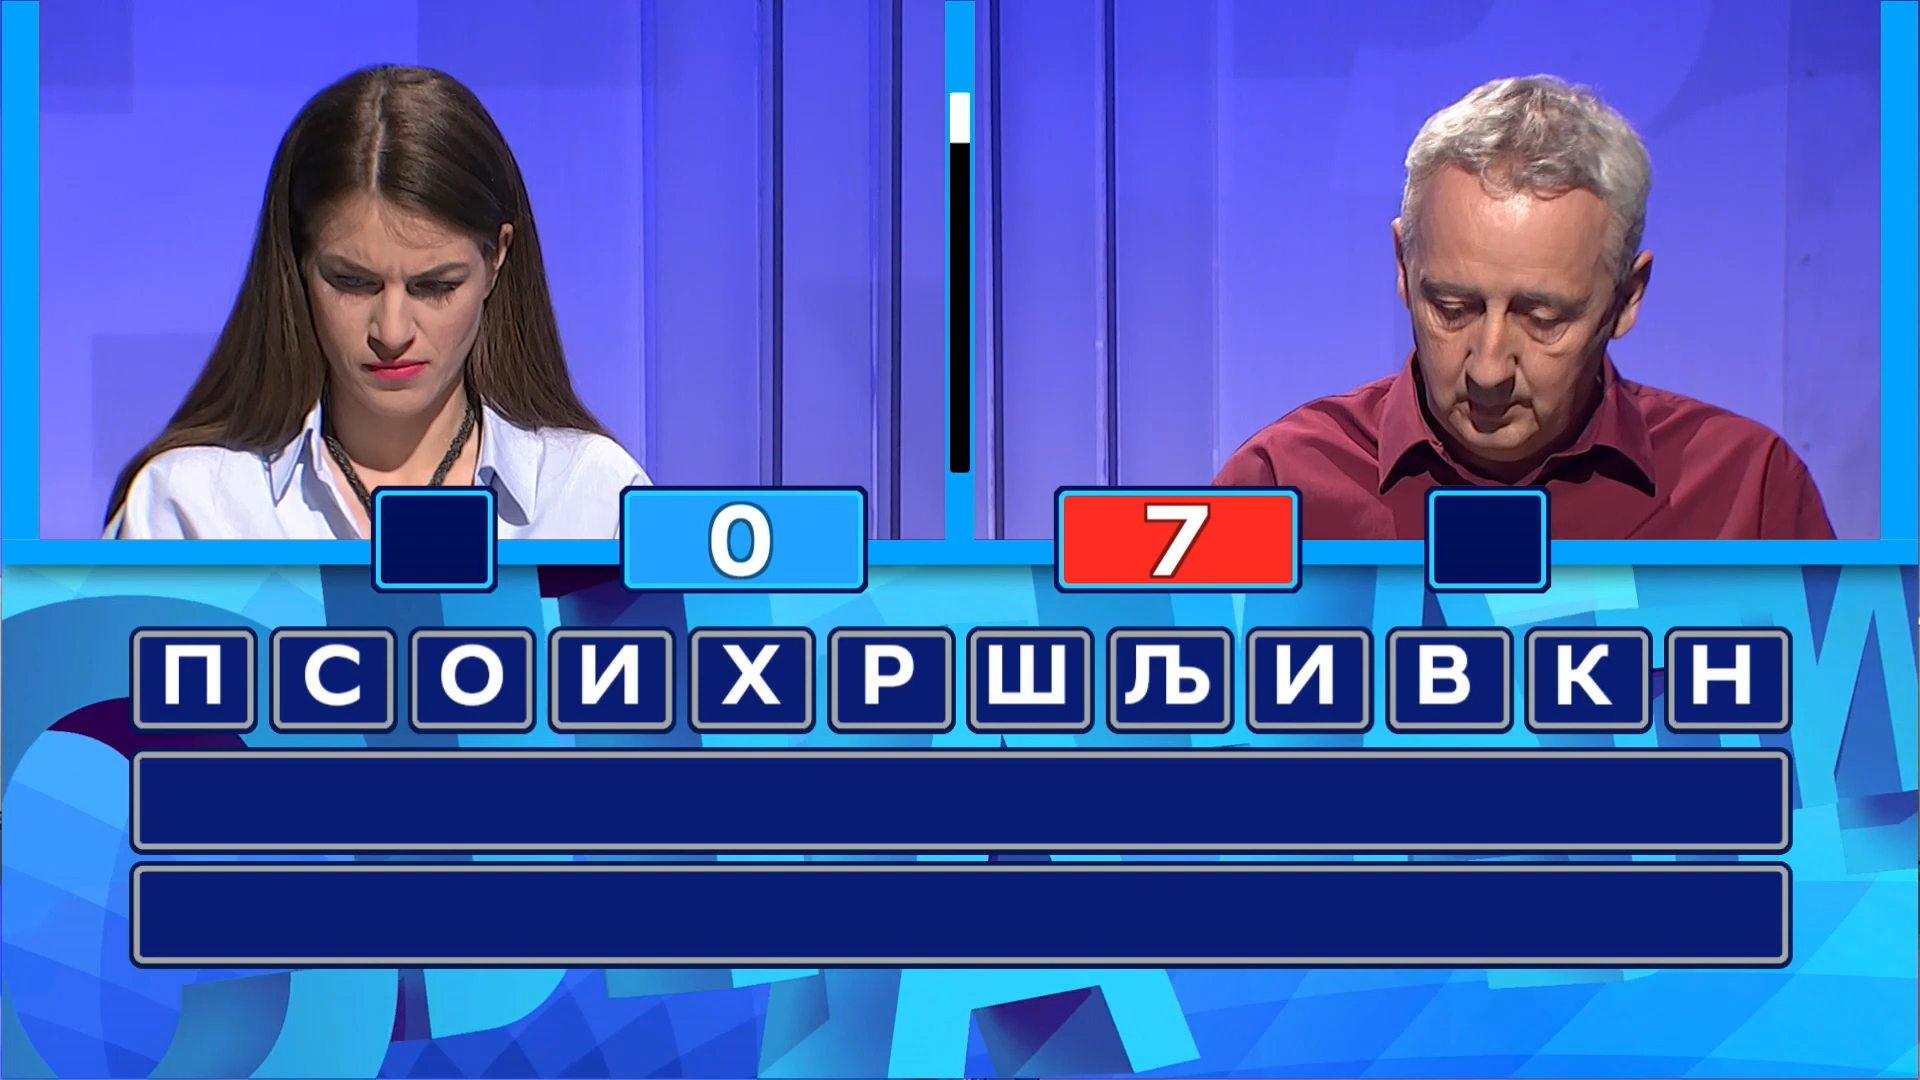 0 7
П С О И Х Р Ш Љ И В К Н